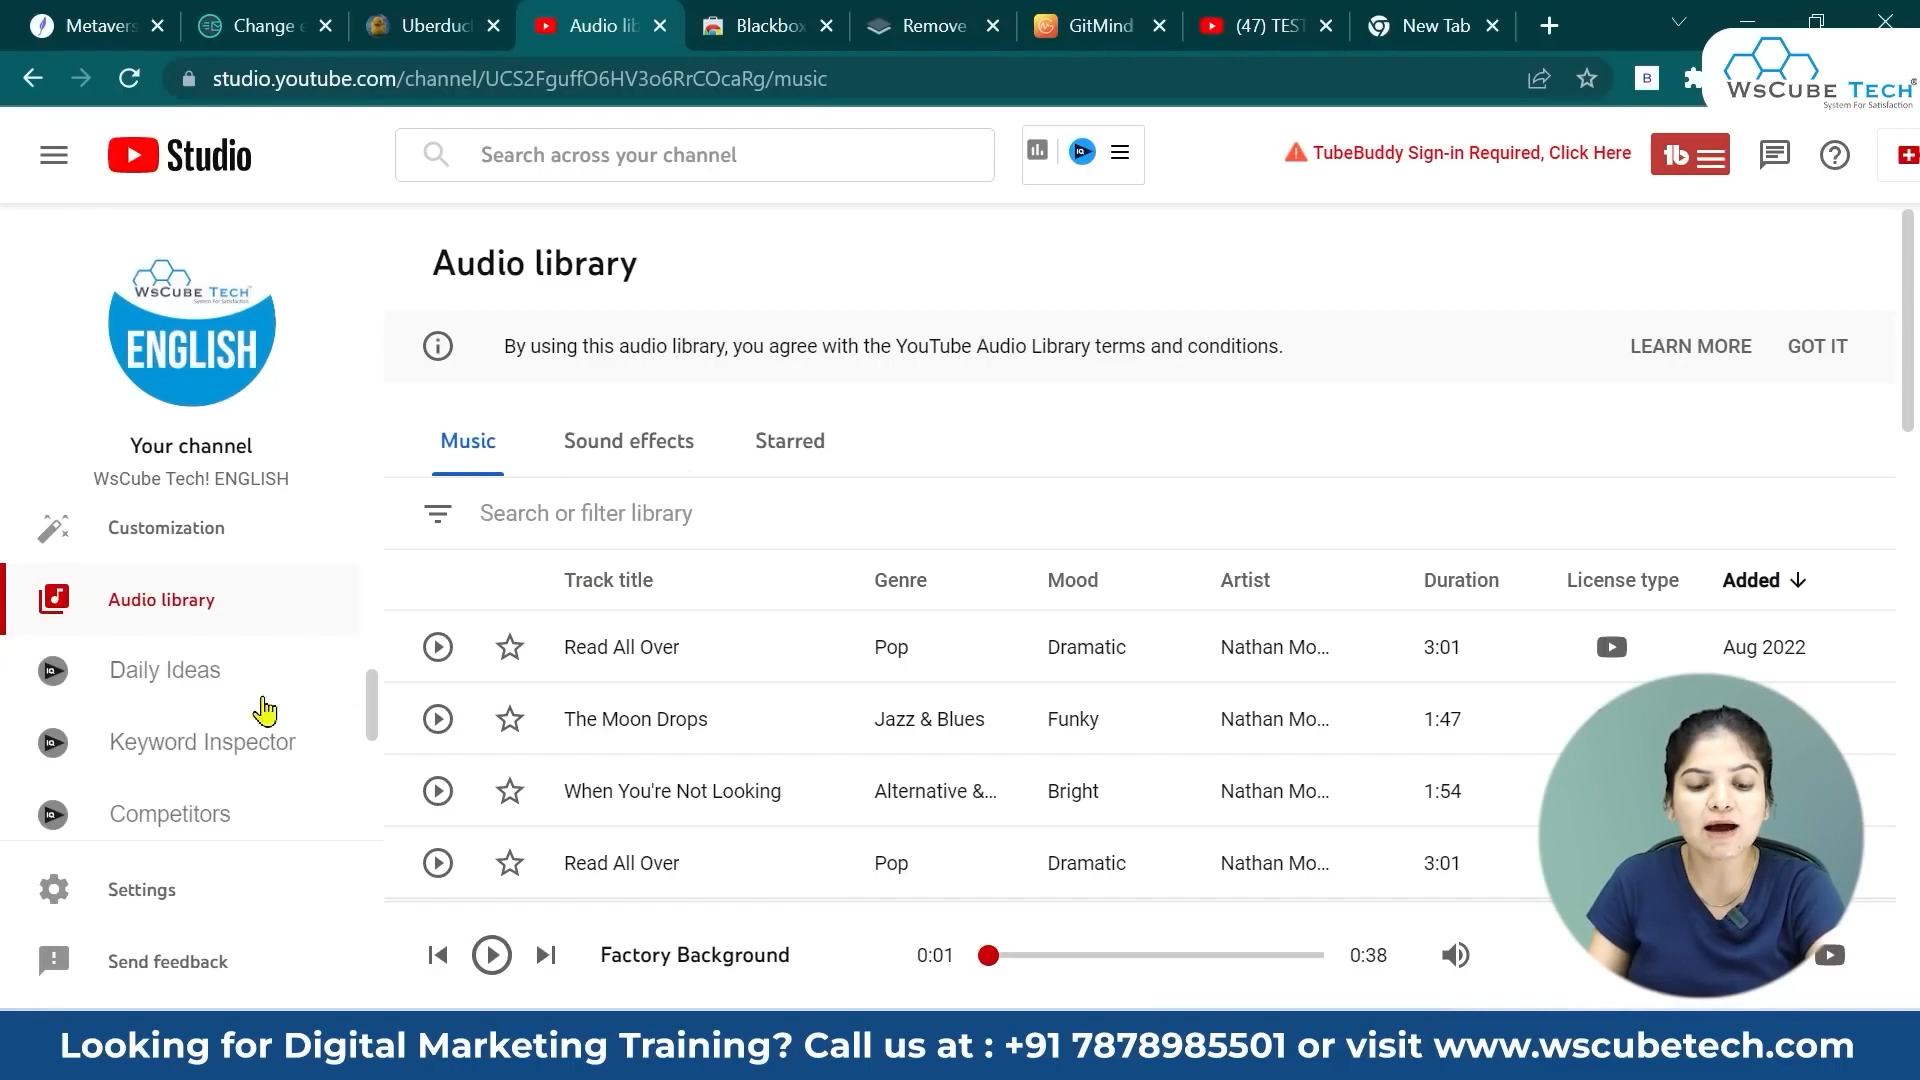 Metavers
Change e
Uberduc
Audio lib
Blackbox
Remove
GitMind
(47) TEST
New Tab
studio.youtube.com/channel/UCS2FguffO6HV3o6RrCOcaRg/music
B
WsCube Tech®
System For Satisfaction
Studio
Search across your channel
TubeBuddy Sign-in Required, Click Here
Audio library
WsCube Tech
System For Satisfaction
ENGLISH
By using this audio library, you agree with the YouTube Audio Library terms and conditions.
LEARN MORE
GOT IT
Your channel
WsCube Tech! ENGLISH
Music
Sound effects
Starred
Customization
Search or filter library
Audio library
Track title
Genre
Mood
Artist
Duration
License type
Added
Read All Over
Pop
Dramatic
Nathan Mo...
3:01
Aug 2022
Daily Ideas
The Moon Drops
Jazz & Blues
Funky
Nathan Mo...
1:47
Keyword Inspector
When You're Not Looking
Alternative &...
Bright
Nathan Mo...
1:54
Competitors
Read All Over
Pop
Dramatic
Nathan Mo...
3:01
Settings
Send feedback
Factory Background
0:01
0:38
Looking for Digital Marketing Training? Call us at : +91 7878985501 or visit www.wscubetech.com